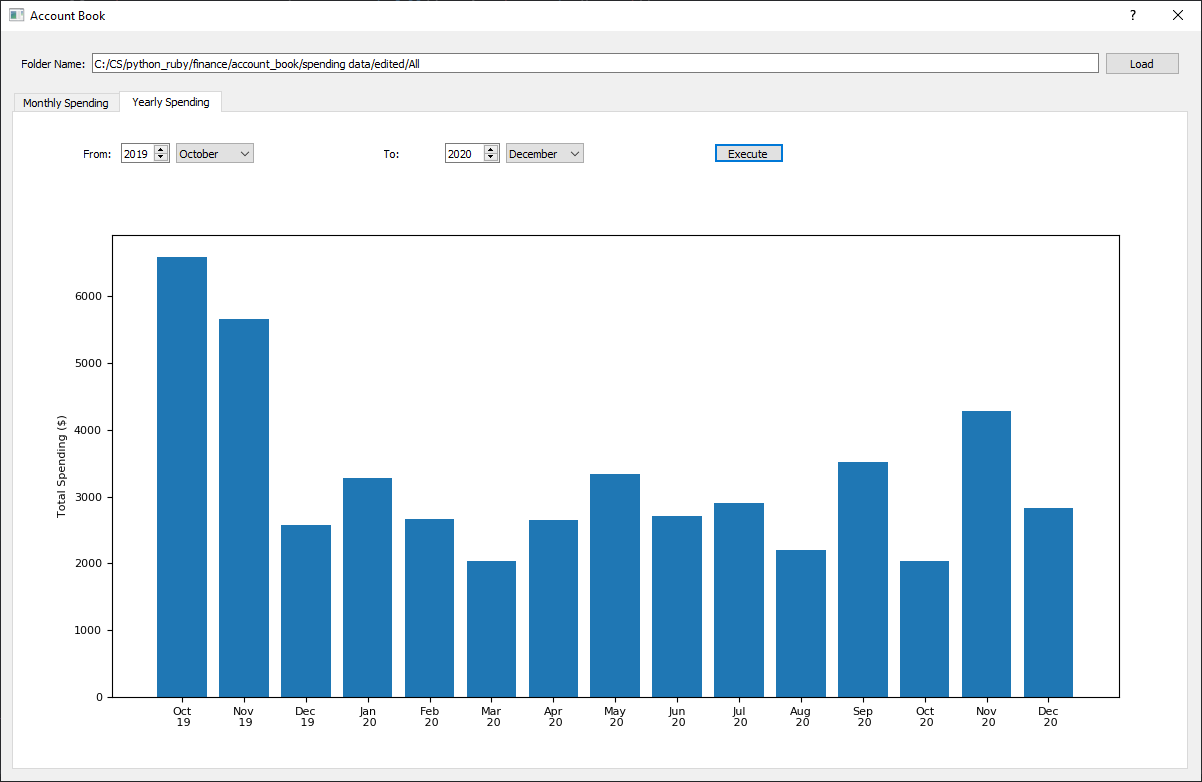 Account Book
?
Folder Name: C:/CS/python_ruby/finance/account_book/spending data/edited/All Load
Monthly Spending Yearly Spending
From: 2019 October To: 2020 December Execute
6000
5000
4000
3000
2000
1000
0
Total Spending ($)
Oct Nov Dec Jan Feb Mar Apr May Jun Jul Aug Sep Oct Nov Dec
19 19 19 20 20 20 20 20 20 20 20 20 20 20 20